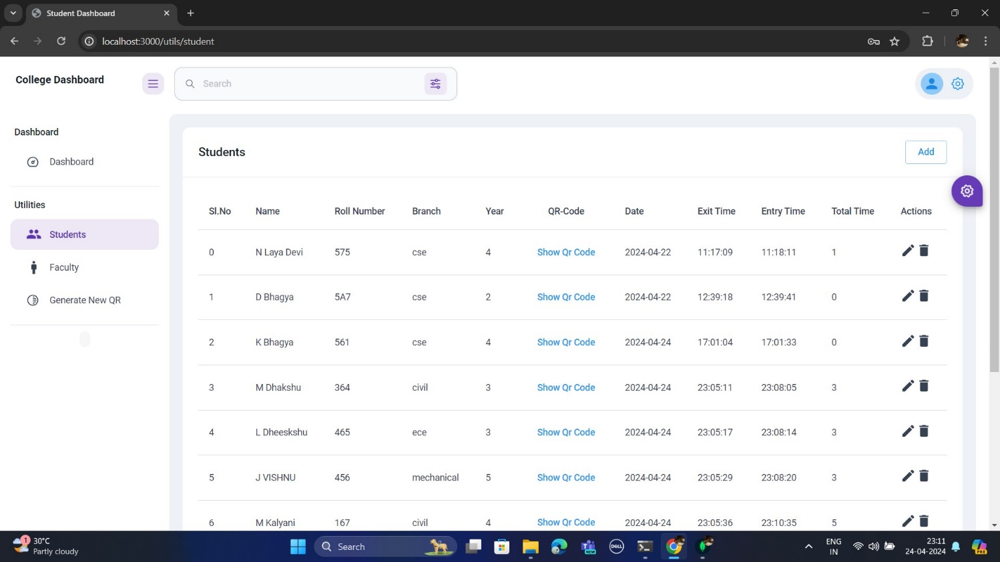 Student Dashboard
localhost:3000/utils/student
College Dashboard
Search
Dashboard
Dashboard
Utilities
Students
Faculty
Generate New QR
Students
Add
Sl.No Name Roll Number Branch Year QR-Code Date Exit Time Entry Time Total Time Actions
0 N Laya Devi 575 cse 4 Show Qr Code 2024-04-22 11:17:09 11:18:11 1
1 D Bhagya 5A7 cse 2 Show Qr Code 2024-04-22 12:39:18 12:39:41 0
2 K Bhagya 561 cse 4 Show Qr Code 2024-04-24 17:01:04 17:01:33 0
3 M Dhakshu 364 civil 3 Show Qr Code 2024-04-24 23:05:11 23:08:05 3
4 L Dheeskshu 465 ece 3 Show Qr Code 2024-04-24 23:05:17 23:08:14 3
5 J VISHNU 456 mechanical 5 Show Qr Code 2024-04-24 23:05:29 23:08:20 3
6 M Kalyani 167 civil 4 Show Qr Code 2024-04-24 23:05:36 23:10:35 5
1
30°C
Partly cloudy
Search
NEW
DELL
ENG
IN
23:11
24-04-2024
PRE